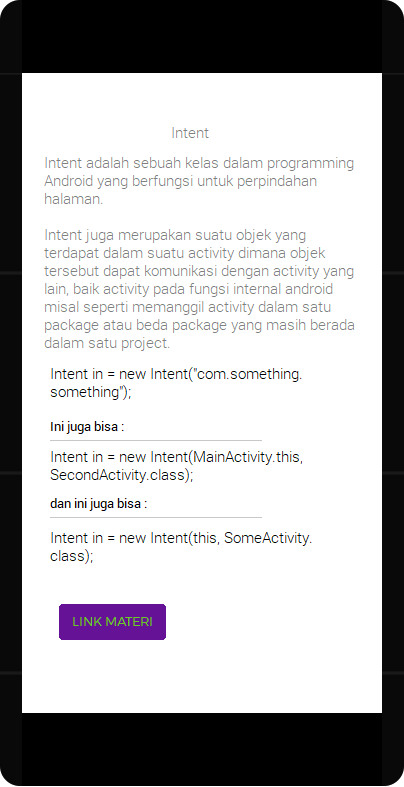 Intent
Intent adalah sebuah kelas dalam programming
Android yang berfungsi untuk perpindahan
halaman.
Intent juga merupakan suatu objek yang
terdapat dalam suatu activity dimana objek
tersebut dapat komunikasi dengan activity yang
lain, baik activity pada fungsi internal android
misal seperti memanggil activity dalam satu
package atau beda package yang masih berada
dalam satu project.
Intent in = new Intent("com.something.
something");
Ini juga bisa :
Intent in = new Intent(MainActivity.this,
SecondActivity.class);
dan ini juga bisa :
Intent in = new Intent(this, SomeActivity.
class);
LINK MATERI